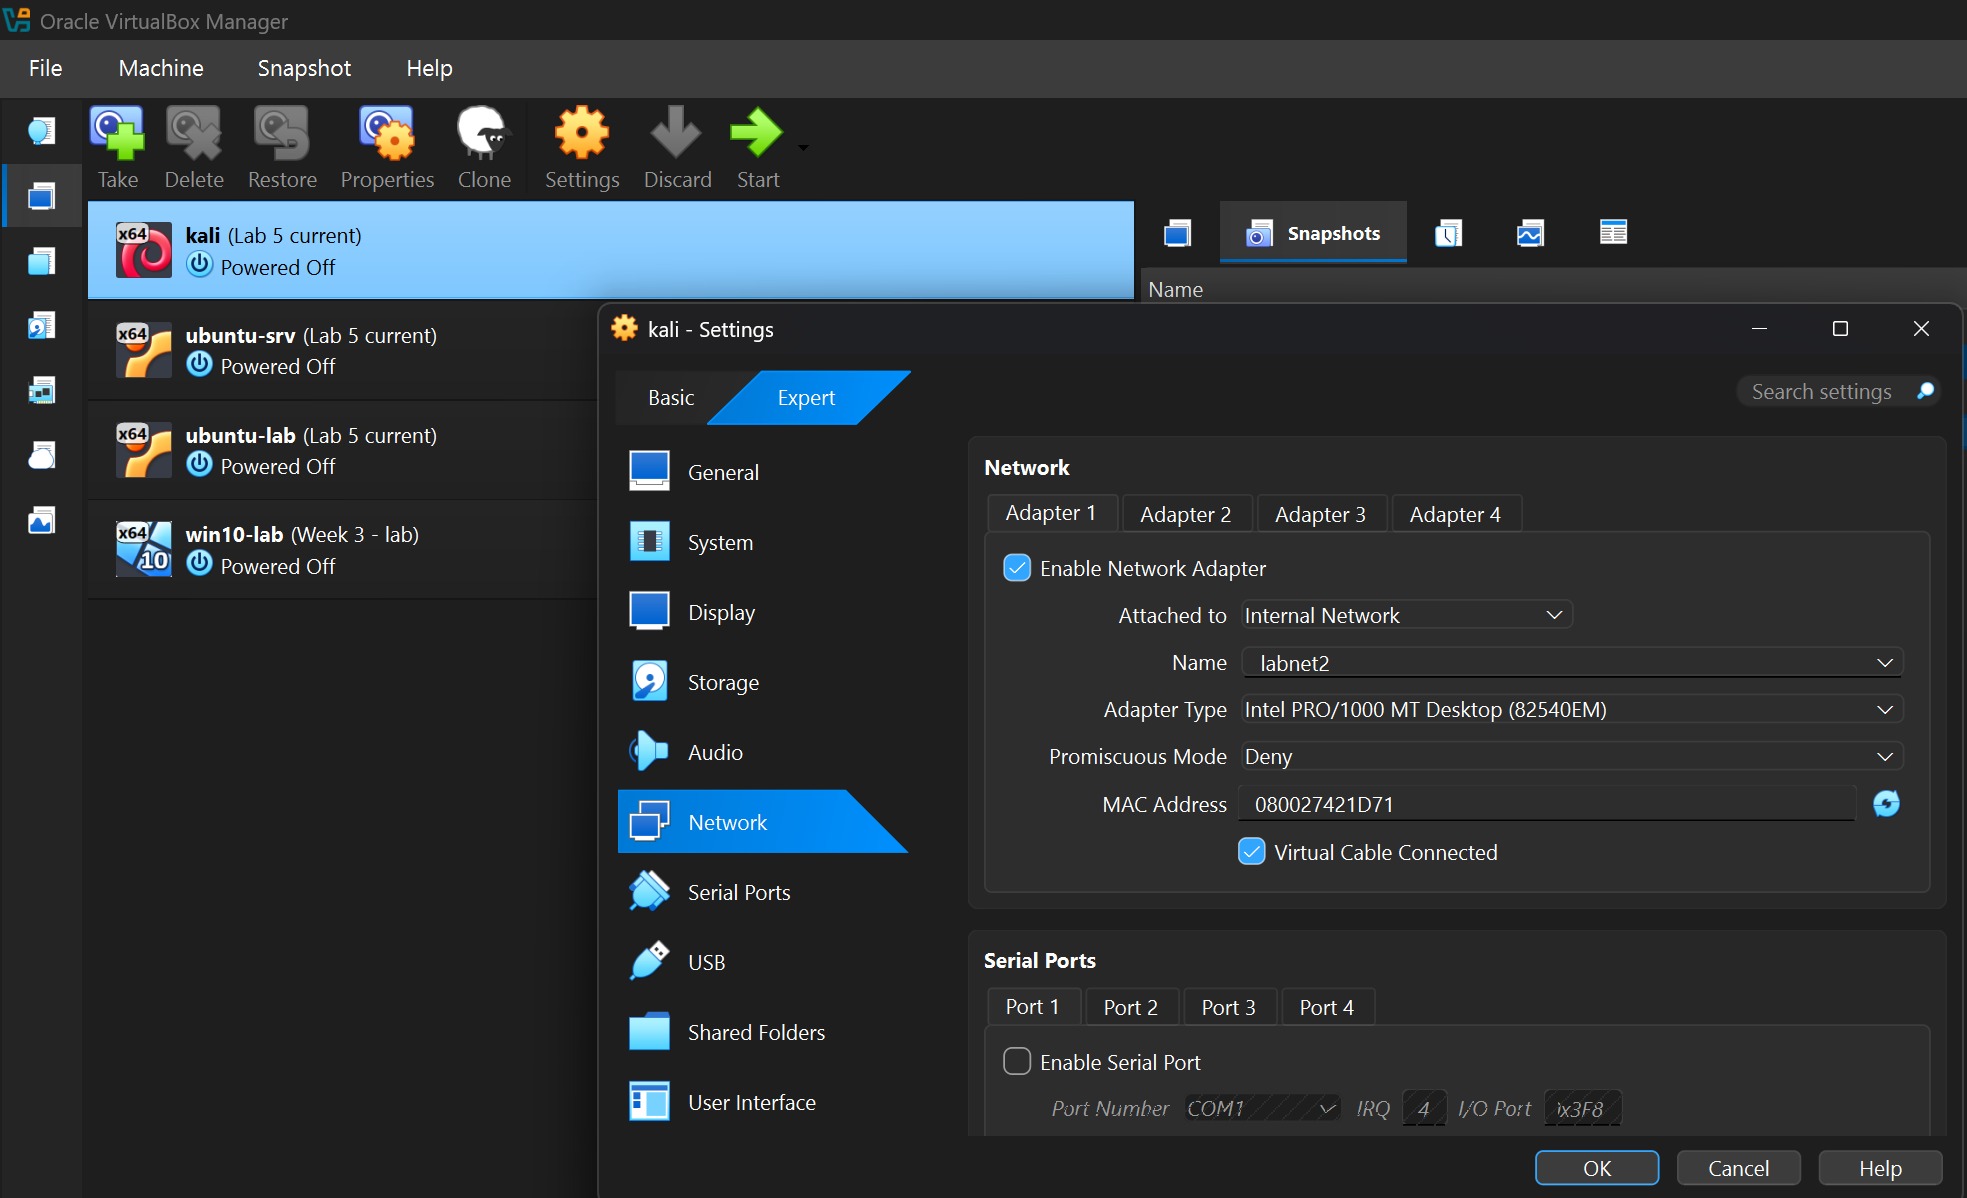 Oracle VirtualBox Manager
File Machine Snapshot Help
Take Delete Restore Properties Clone Settings Discard Start
x64 kali (Lab 5 current)
Powered Off
x64 ubuntu-srv (Lab 5 current)
Powered Off
x64 ubuntu-lab (Lab 5 current)
Powered Off
x64 10 win10-lab (Week 3 - lab)
Powered Off
Snapshots
Name
kali - Settings
Basic Expert
Search settings
General
System
Display
Storage
Audio
Network
Serial Ports
USB
Shared Folders
User Interface
Network
Adapter 1 Adapter 2 Adapter 3 Adapter 4
Enable Network Adapter
Attached to Internal Network
Name labnet2
Adapter Type Intel PRO/1000 MT Desktop (82540EM)
Promiscuous Mode Deny
MAC Address 080027421D71
Virtual Cable Connected
Serial Ports
Port 1 Port 2 Port 3 Port 4
Enable Serial Port
Port Number COM1 IRQ 4 I/O Port
OK Cancel Help